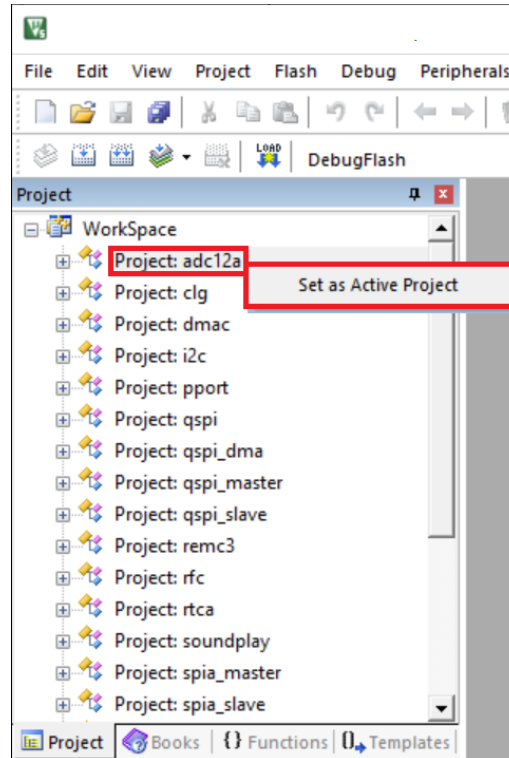 File Edit View Project Flash Debug Peripherals
LOAD
DebugFlash
Project
WorkSpace
Project: adc12a
Set as Active Project
Project: clg
Project: dmac
Project: i2c
Project: pport
Project: qspi
Project: qspi_dma
Project: qspi_master
Project: qspi_slave
Project: remc3
Project: rfc
Project: rtca
Project: soundplay
Project: spia_master
Project: spia_slave
Project Books {} Functions 0 Templates